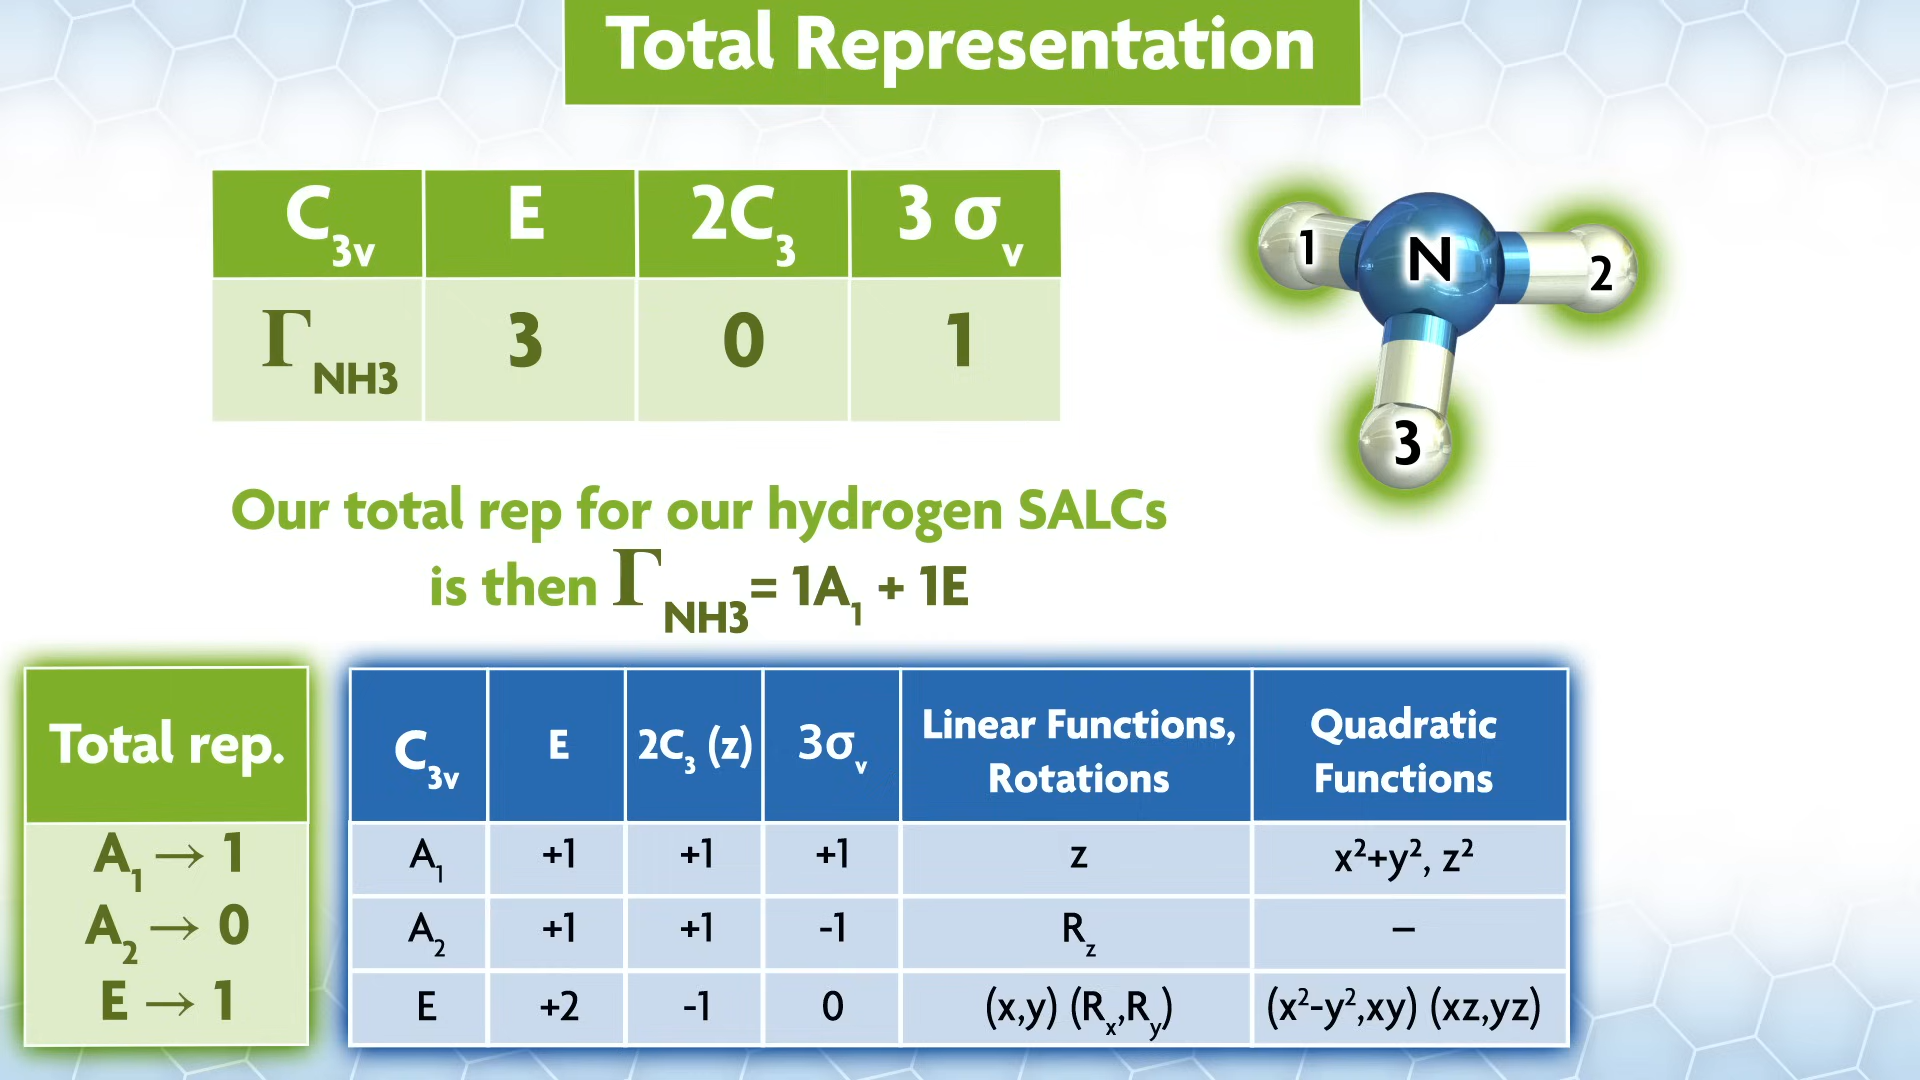 Total Representation
C3v E 2C3 3 σv
ΓNH3 3 0 1
1 N 2
3
Our total rep for our hydrogen SALCs
is then ΓNH3= 1A1 + 1E
Total rep.
A1 → 1
A2 → 0
E → 1
C3v E 2C3 (z) 3σv Linear Functions, Rotations Quadratic Functions
A1 +1 +1 +1 z x²+y², z²
A2 +1 +1 -1 Rz –
E +2 -1 0 (x,y) (Rx,Ry) (x²-y²,xy) (xz,yz)